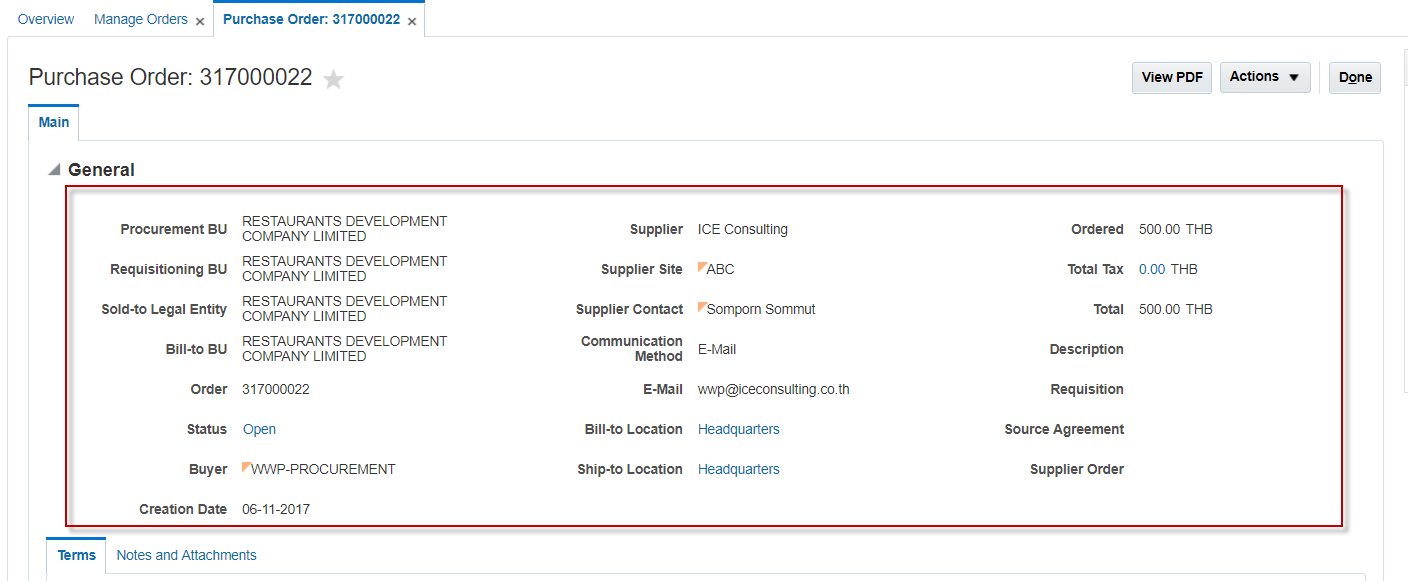 Overview Manage Orders × Purchase Order: 317000022 ×
Purchase Order: 317000022
View PDF Actions Done
Main
General
Procurement BU RESTAURANTS DEVELOPMENT
COMPANY LIMITED
Supplier ICE Consulting
Ordered 500.00 THB
Requisitioning BU RESTAURANTS DEVELOPMENT
COMPANY LIMITED
Supplier Site ABC
Total Tax 0.00 THB
Sold-to Legal Entity RESTAURANTS DEVELOPMENT
COMPANY LIMITED
Supplier Contact Somporn Sommut
Total 500.00 THB
Bill-to BU RESTAURANTS DEVELOPMENT
COMPANY LIMITED
Communication
Method E-Mail
Description
Order 317000022
E-Mail wwp@iceconsulting.co.th
Requisition
Status Open
Bill-to Location Headquarters
Source Agreement
Buyer WWP-PROCUREMENT
Ship-to Location Headquarters
Supplier Order
Creation Date 06-11-2017
Terms Notes and Attachments